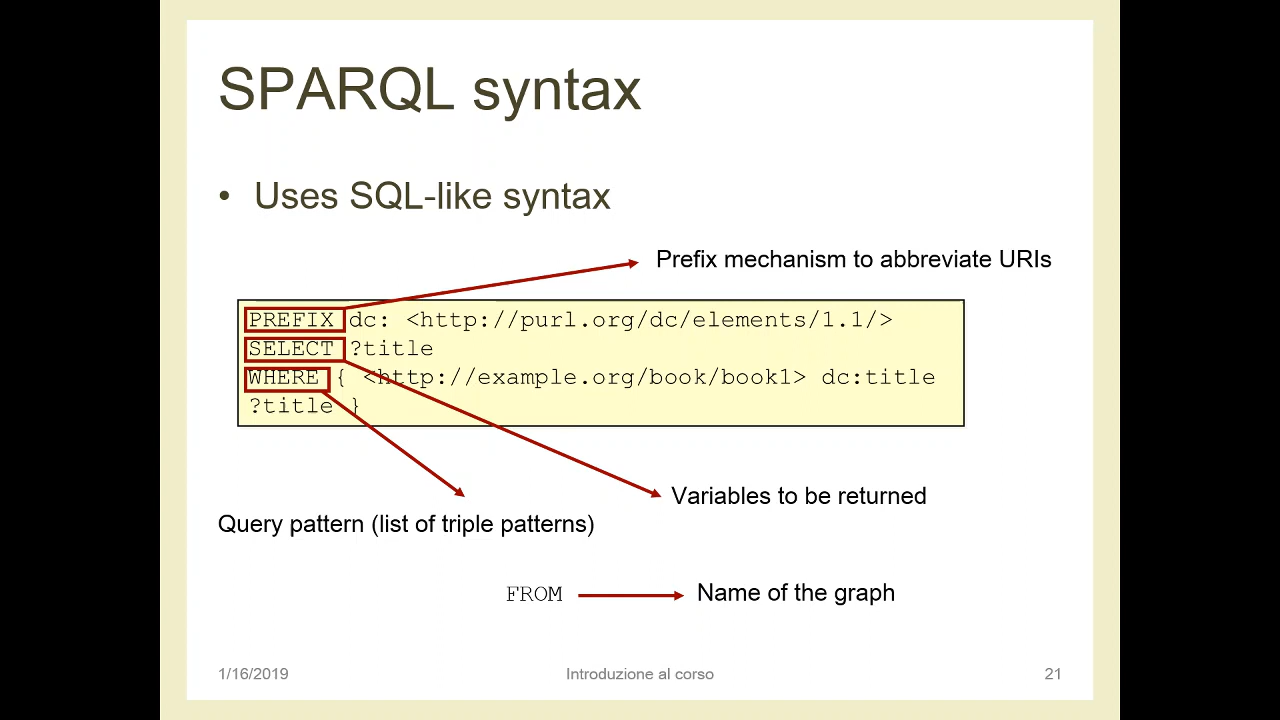 SPARQL syntax
• Uses SQL-like syntax
Prefix mechanism to abbreviate URIs
PREFIX dc: <http://purl.org/dc/elements/1.1/>
SELECT ?title
WHERE { <http://example.org/book/book1> dc:title
?title }
Variables to be returned
Query pattern (list of triple patterns)
FROM Name of the graph
1/16/2019 Introduzione al corso 21